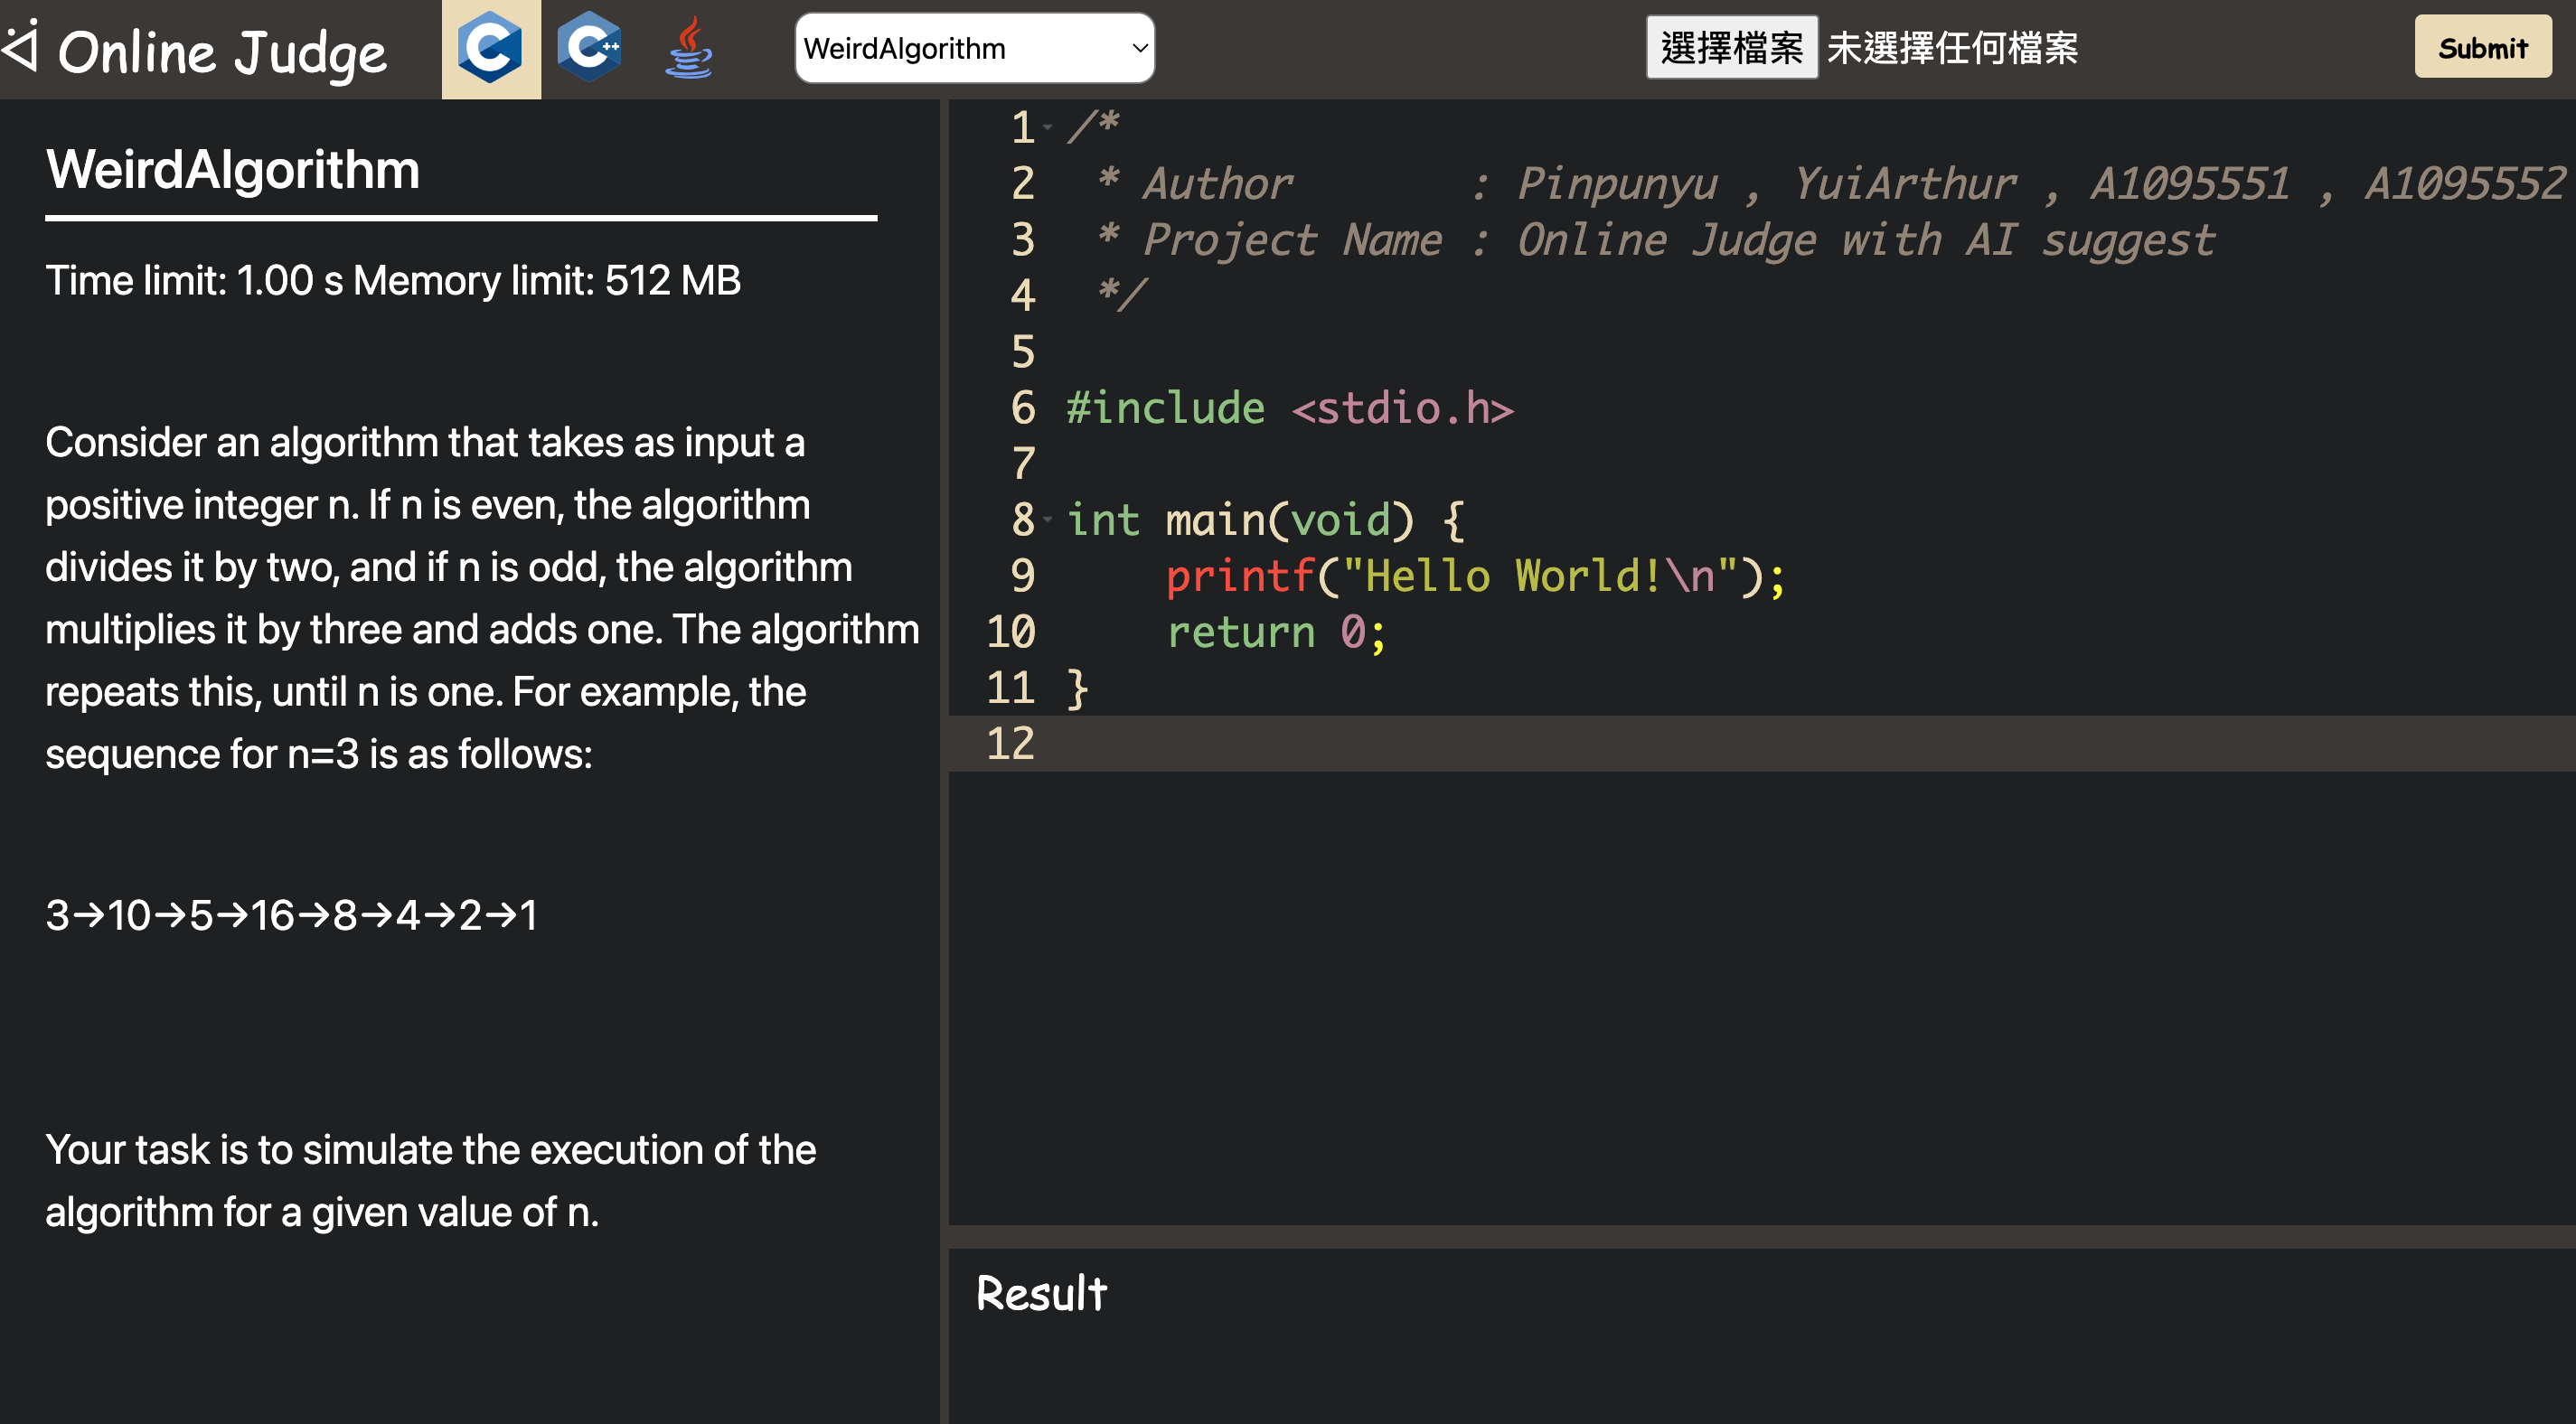 Online Judge
C
C++
WeirdAlgorithm
選擇檔案 未選擇任何檔案
Submit
WeirdAlgorithm
Time limit: 1.00 s Memory limit: 512 MB
Consider an algorithm that takes as input a
positive integer n. If n is even, the algorithm
divides it by two, and if n is odd, the algorithm
multiplies it by three and adds one. The algorithm
repeats this, until n is one. For example, the
sequence for n=3 is as follows:
3→10→5→16→8→4→2→1
Your task is to simulate the execution of the
algorithm for a given value of n.
1 /*
2  * Author       : Pinpunyu , YuiArthur , A1095551 , A1095552
3  * Project Name : Online Judge with AI suggest
4  */
5
6 #include <stdio.h>
7
8 int main(void) {
9     printf("Hello World!\n");
10     return 0;
11 }
12
Result